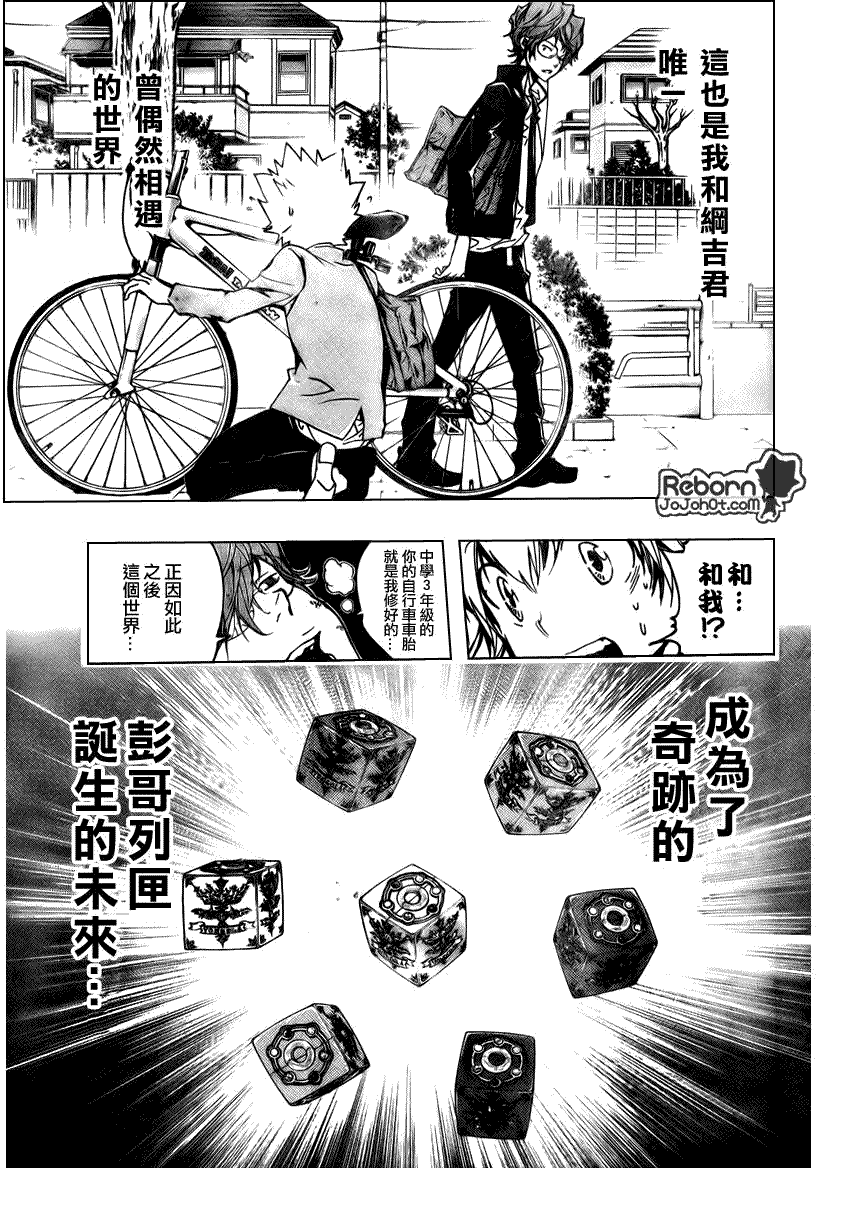 這也是我和綱吉君
唯一
曾偶然相遇
的世界
Reborn
JoJoHOt.com
和…
和我!?
中學3年級的
你的自行車車胎
就是我修好的…
正因如此
之後
這個世界…
成為了
奇跡的
彭哥列匣
誕生的未來…